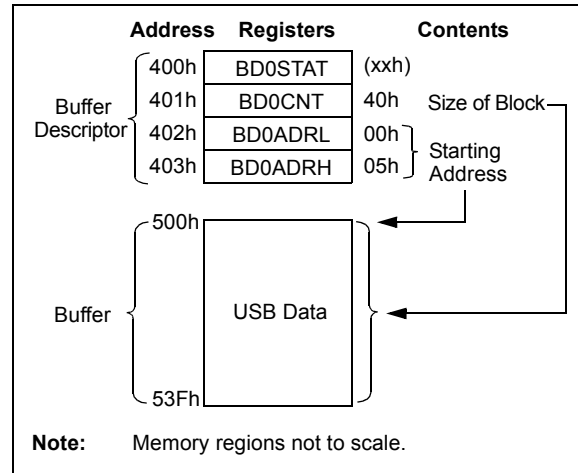 Address Registers Contents
400h BD0STAT (xxh)
401h BD0CNT 40h Size of Block
Buffer
Descriptor
402h BD0ADRL 00h
403h BD0ADRH 05h
Starting
Address
500h
Buffer USB Data
53Fh
Note: Memory regions not to scale.